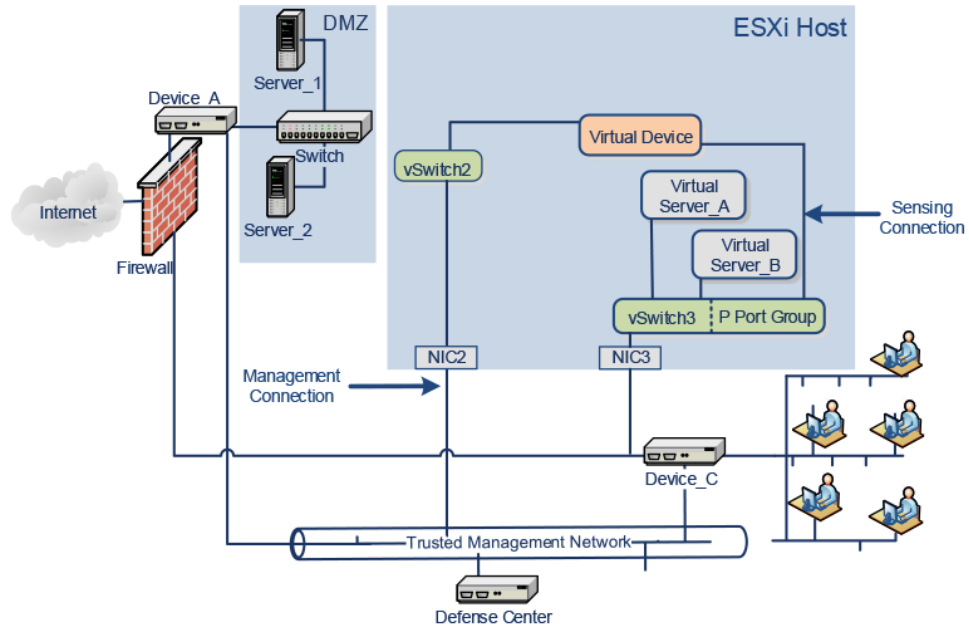 DMZ
ESXi Host
Server_1
Device_A
Switch
Server_2
Internet
Firewall
vSwitch2
Virtual Device
Virtual
Server_A
Virtual
Server_B
Sensing
Connection
vSwitch3
P Port Group
NIC2
NIC3
Management
Connection
Device_C
Trusted Management Network
Defense Center